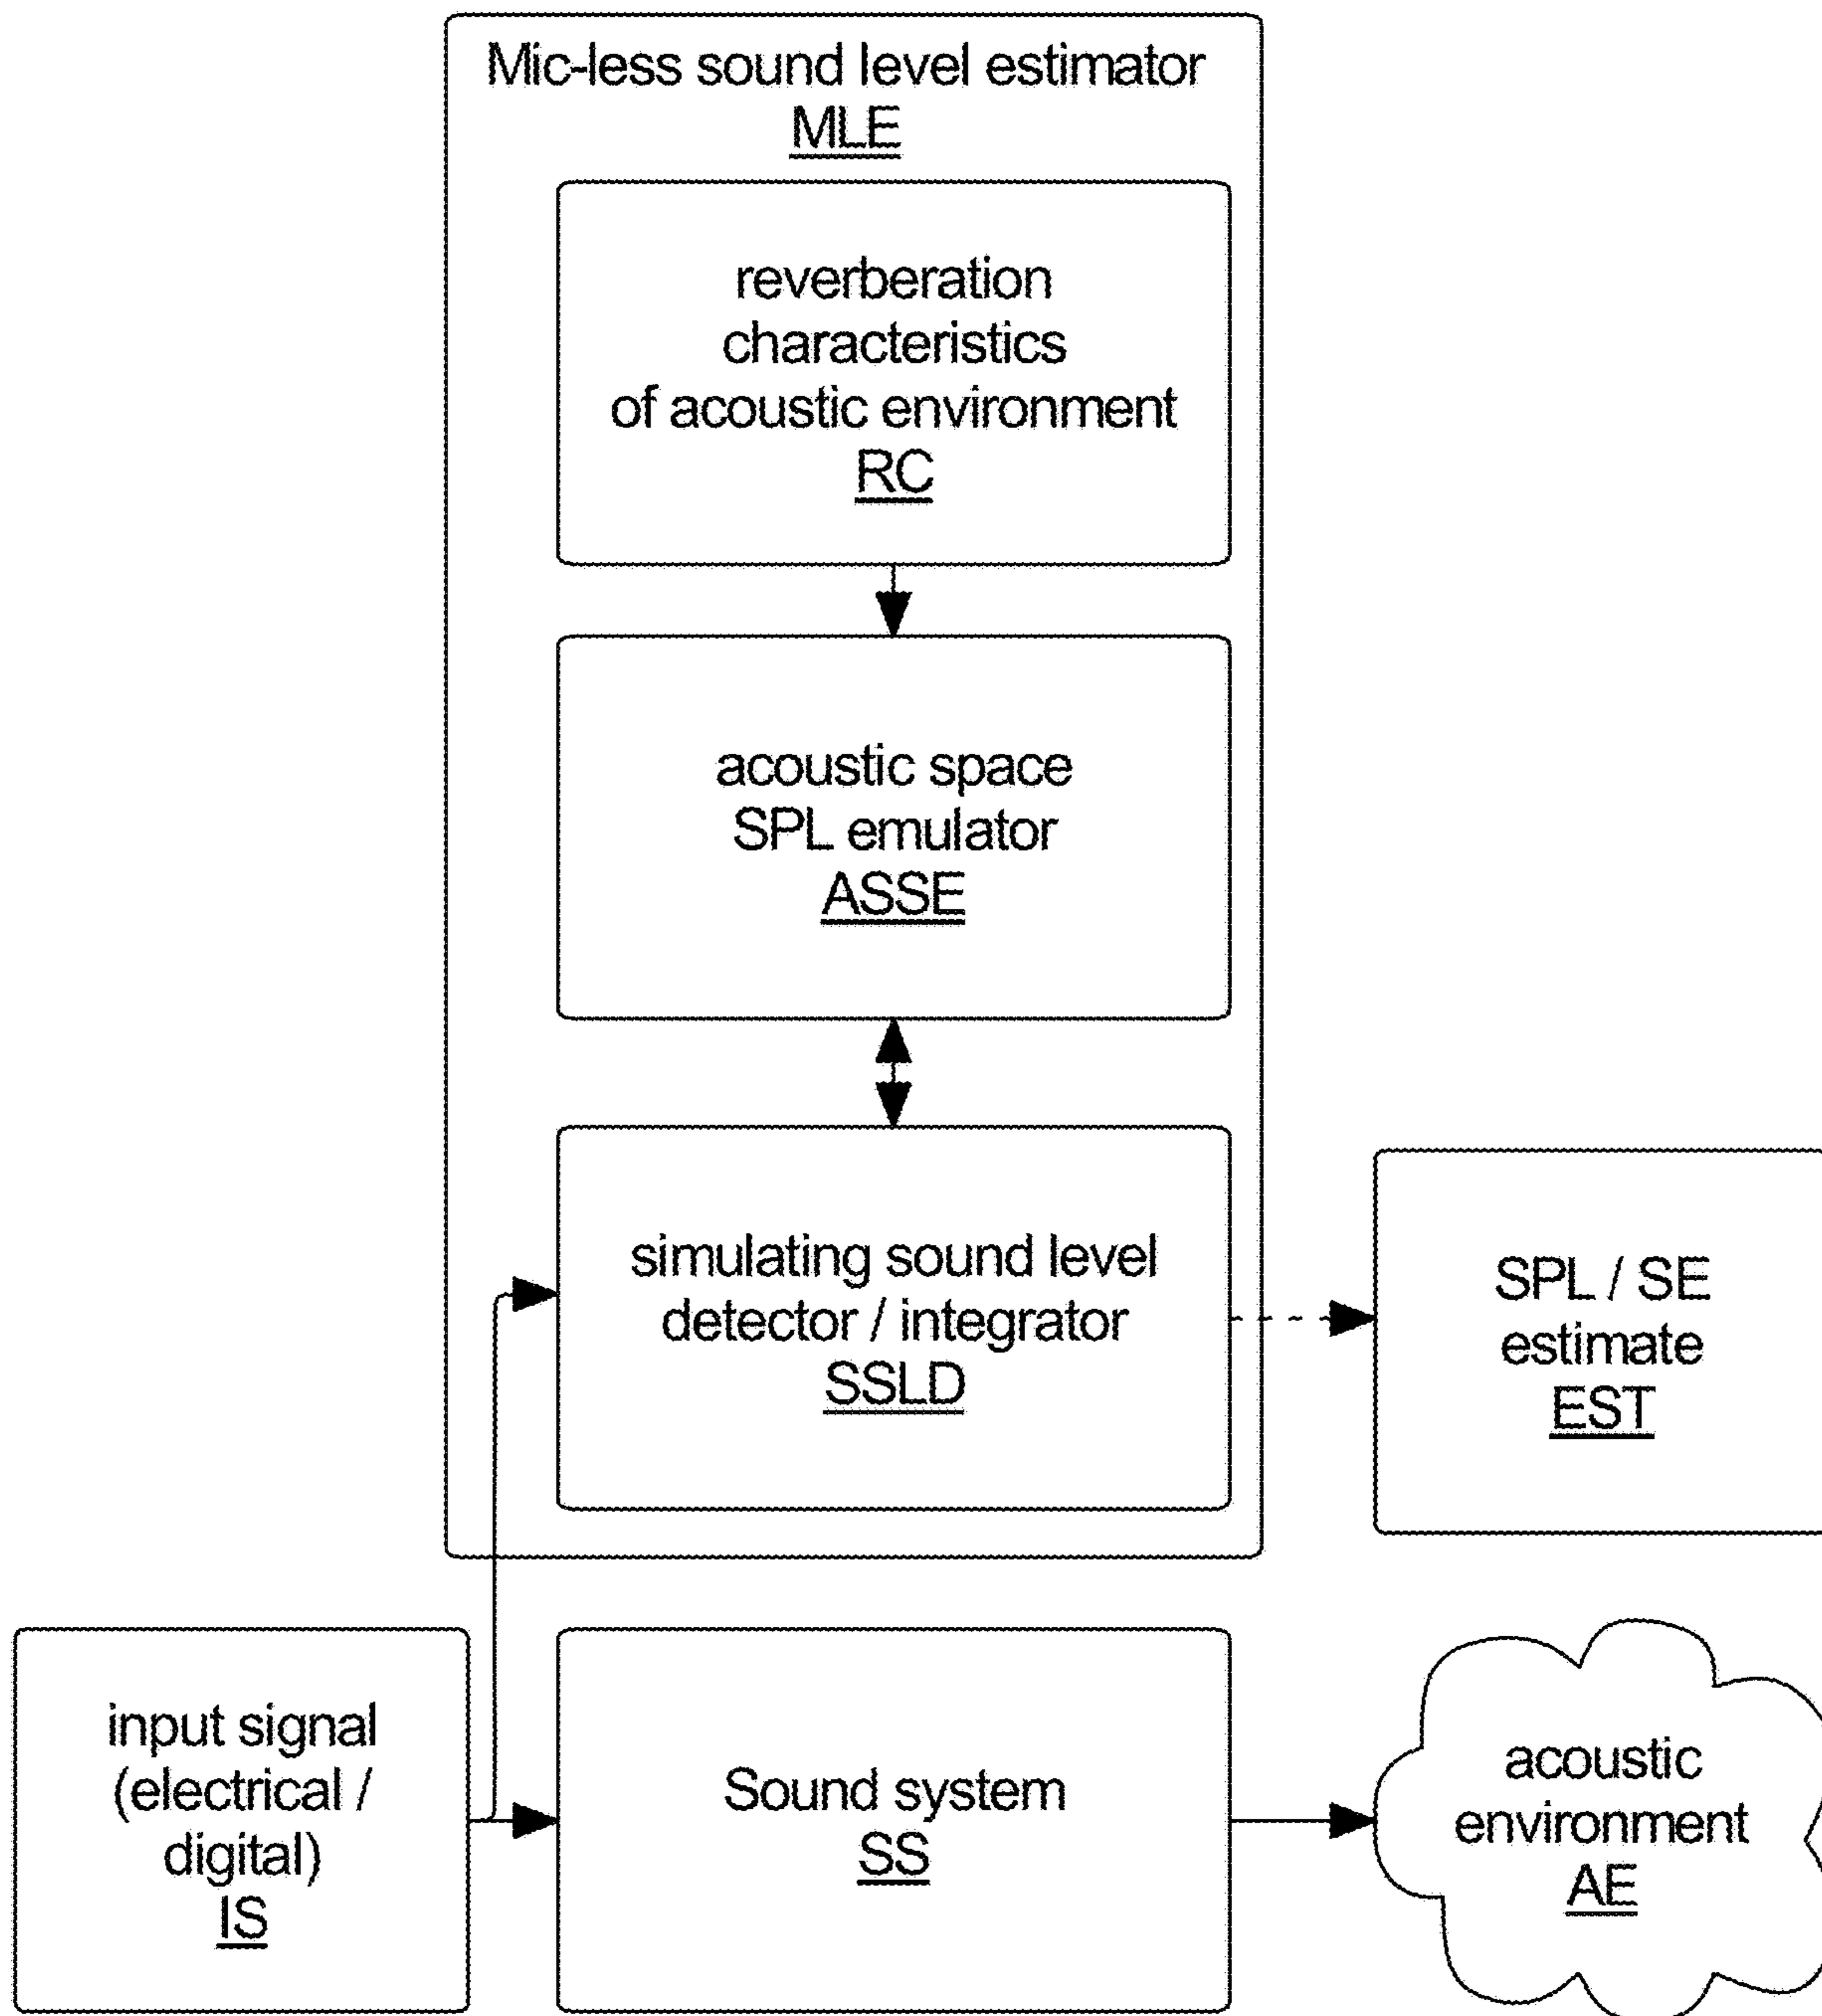 Mic-less sound level estimator
MLE
reverberation
characteristics
of acoustic environment
RC
acoustic space
SPL emulator
ASSE
simulating sound level
detector / integrator
SSLD
SPL / SE
estimate
EST
input signal
(electrical /
digital)
IS
Sound system
SS
acoustic
environment
AE